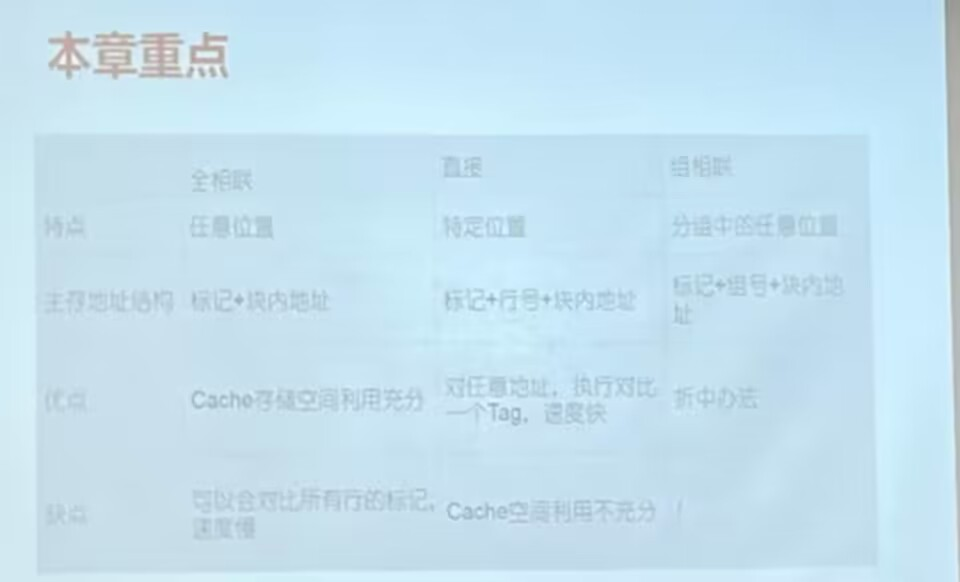 本章重点
全相联 直接 组相联
特点 任意位置 特定位置 分组中的任意位置
主存地址结构 标记+块内地址 标记+行号+块内地址 标记+组号+块内地
址
优点 Cache存储空间利用充分 对任意地址，执行对比
一个Tag，速度快 折中办法
缺点 可以会对比所有行的标记，
速度慢 Cache空间利用不充分 /